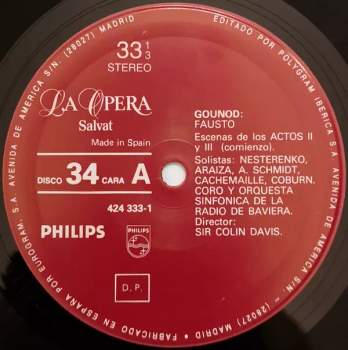 EDITADO POR POLYGRAM IBERICA S/N. AVENIDA DE AMERICA S/N. (28027) MADRID • FABRICADO EN ESPAÑA POR EUROGRAM. S.A. AVENIDA DE AMERICA S/N. (28027) MADRID
33 1/3
STEREO
LA OPERA
Salvat
Made in Spain
DISCO 34 CARA A
424 333-1
PHILIPS
PHILIPS
D. P.
GOUNOD:
FAUSTO
Escenas de los ACTOS II
y III (comienzo).
Solistas: NESTERENKO,
ARAIZA, A. SCHMIDT,
CACHEMAILLE, COBURN.
CORO Y ORQUESTA
SINFONICA DE LA
RADIO DE BAVIERA.
Director:
SIR COLIN DAVIS.